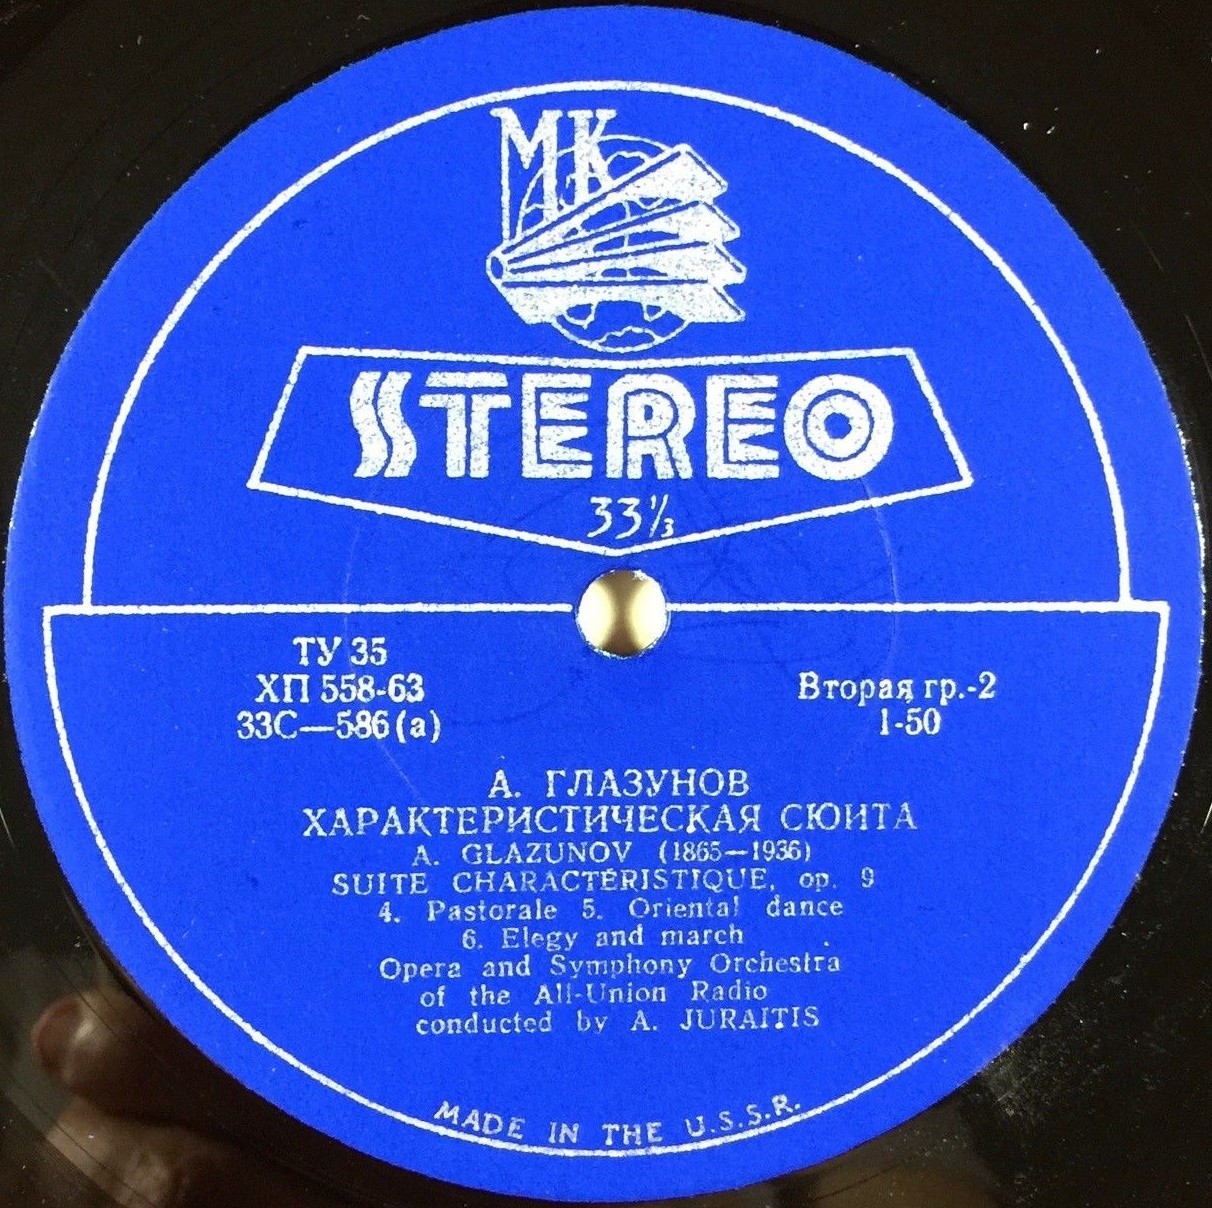 МК
STEREO
33⅓
ТУ 35
ХП 558-63
33С—586(а)
Вторая гр.-2
1-50
А. ГЛАЗУНОВ
ХАРАКТЕРИСТИЧЕСКАЯ СЮИТА
A. GLAZUNOV (1865—1936)
SUITE CHARACTÉRISTIQUE, op. 9
4. Pastorale 5. Oriental dance
6. Elegy and march
Opera and Symphony Orchestra
of the All-Union Radio
conducted by A. JURAITIS
MADE IN THE U.S.S.R.